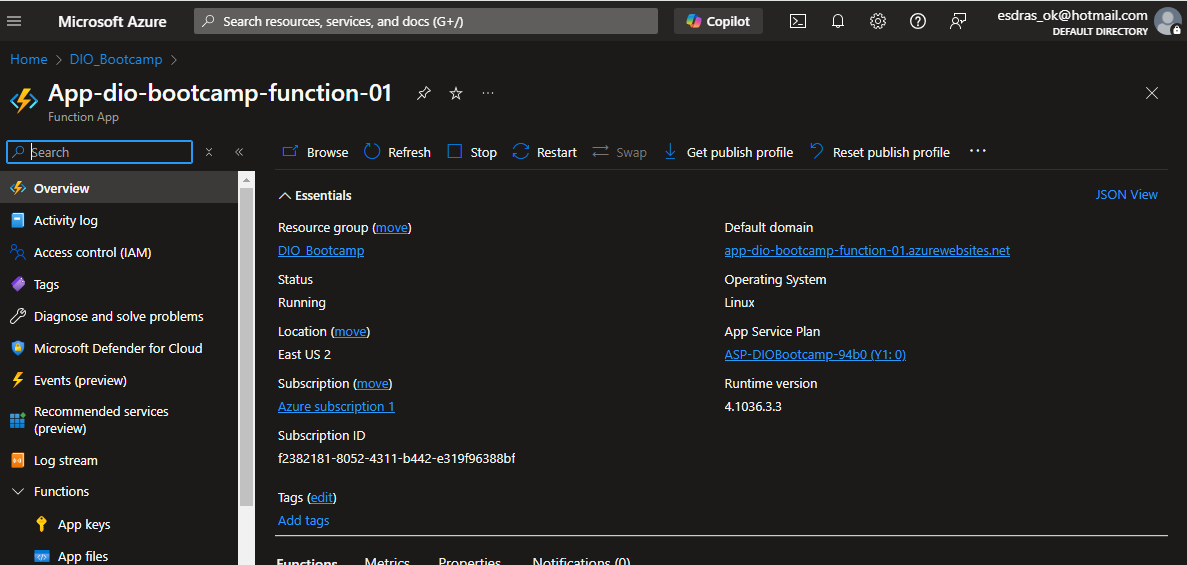 Microsoft Azure
Search resources, services, and docs (G+/)
Copilot
esdras_ok@hotmail.com
DEFAULT DIRECTORY
Home > DIO_Bootcamp >
App-dio-bootcamp-function-01
Function App
Search
Browse
Refresh
Stop
Restart
Swap
Get publish profile
Reset publish profile
Overview
Activity log
Access control (IAM)
Tags
Diagnose and solve problems
Microsoft Defender for Cloud
Events (preview)
Recommended services
(preview)
Log stream
Functions
App keys
App files
Essentials
JSON View
Resource group (move)
DIO_Bootcamp
Status
Running
Location (move)
East US 2
Subscription (move)
Azure subscription 1
Subscription ID
f2382181-8052-4311-b442-e319f96388bf
Default domain
app-dio-bootcamp-function-01.azurewebsites.net
Operating System
Linux
App Service Plan
ASP-DIOBootcamp-94b0 (Y1: 0)
Runtime version
4.1036.3.3
Tags (edit)
Add tags
Functions
Metrics
Properties
Notifications (0)